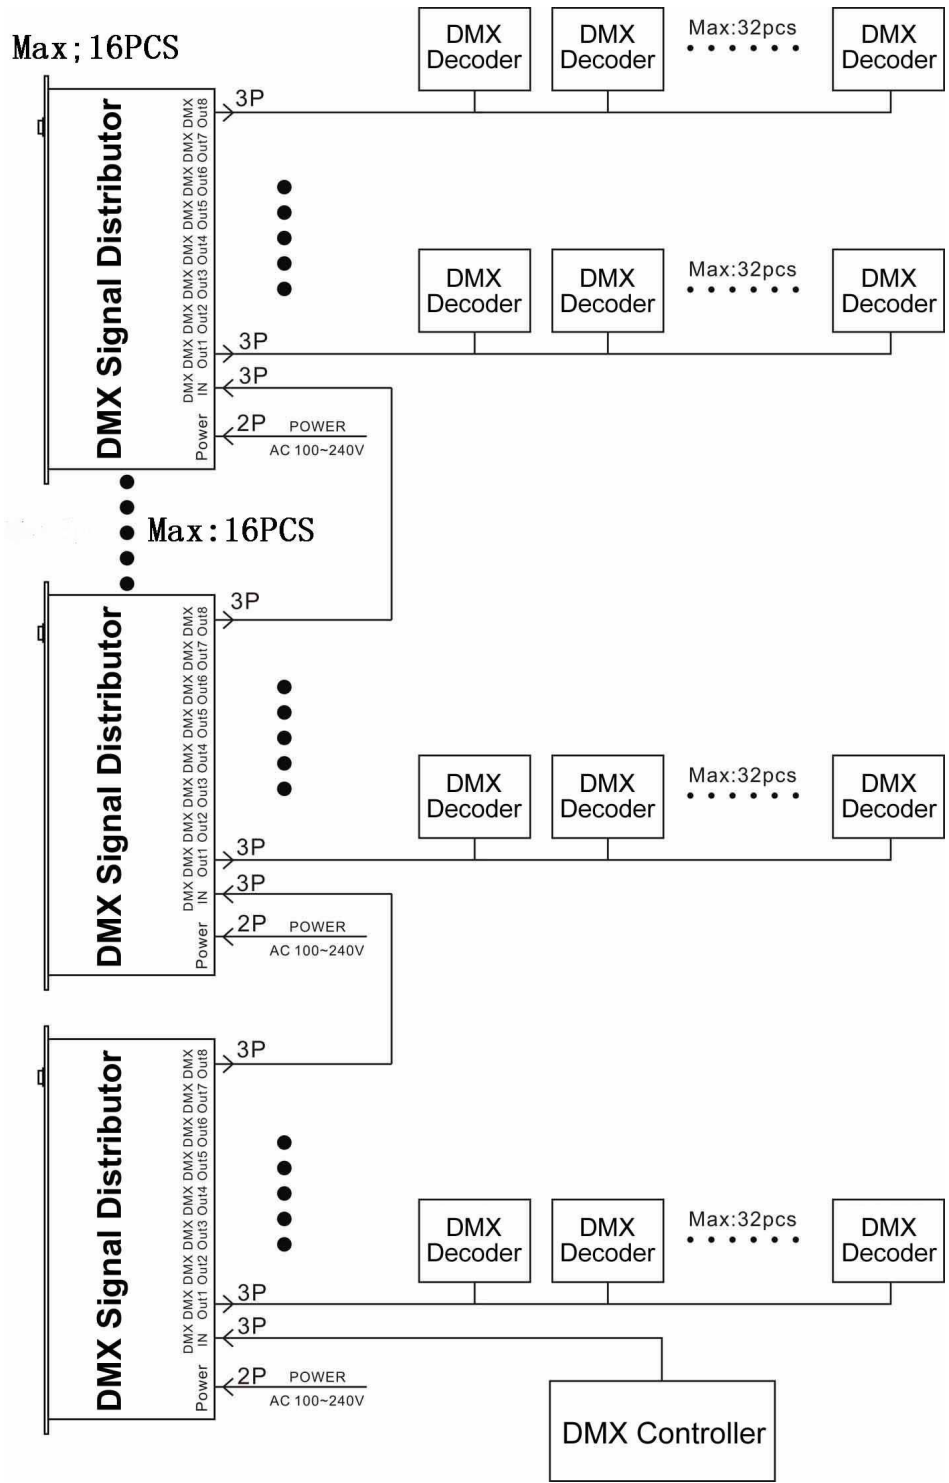 Max;16PCS
DMX Signal Distributor
DMX Out8
DMX Out7
DMX Out6
DMX Out5
DMX Out4
DMX Out3
DMX Out2
DMX Out1
DMX IN
Power
3P
DMX
Decoder
DMX
Decoder
Max:32pcs
DMX
Decoder
3P
DMX
Decoder
DMX
Decoder
Max:32pcs
DMX
Decoder
3P
2P
POWER
AC 100~240V
Max:16PCS
DMX Signal Distributor
DMX Out8
DMX Out7
DMX Out6
DMX Out5
DMX Out4
DMX Out3
DMX Out2
DMX Out1
DMX IN
Power
3P
3P
DMX
Decoder
DMX
Decoder
Max:32pcs
DMX
Decoder
3P
2P
POWER
AC 100~240V
DMX Signal Distributor
DMX Out8
DMX Out7
DMX Out6
DMX Out5
DMX Out4
DMX Out3
DMX Out2
DMX Out1
DMX IN
Power
3P
3P
DMX
Decoder
DMX
Decoder
Max:32pcs
DMX
Decoder
3P
2P
POWER
AC 100~240V
DMX Controller